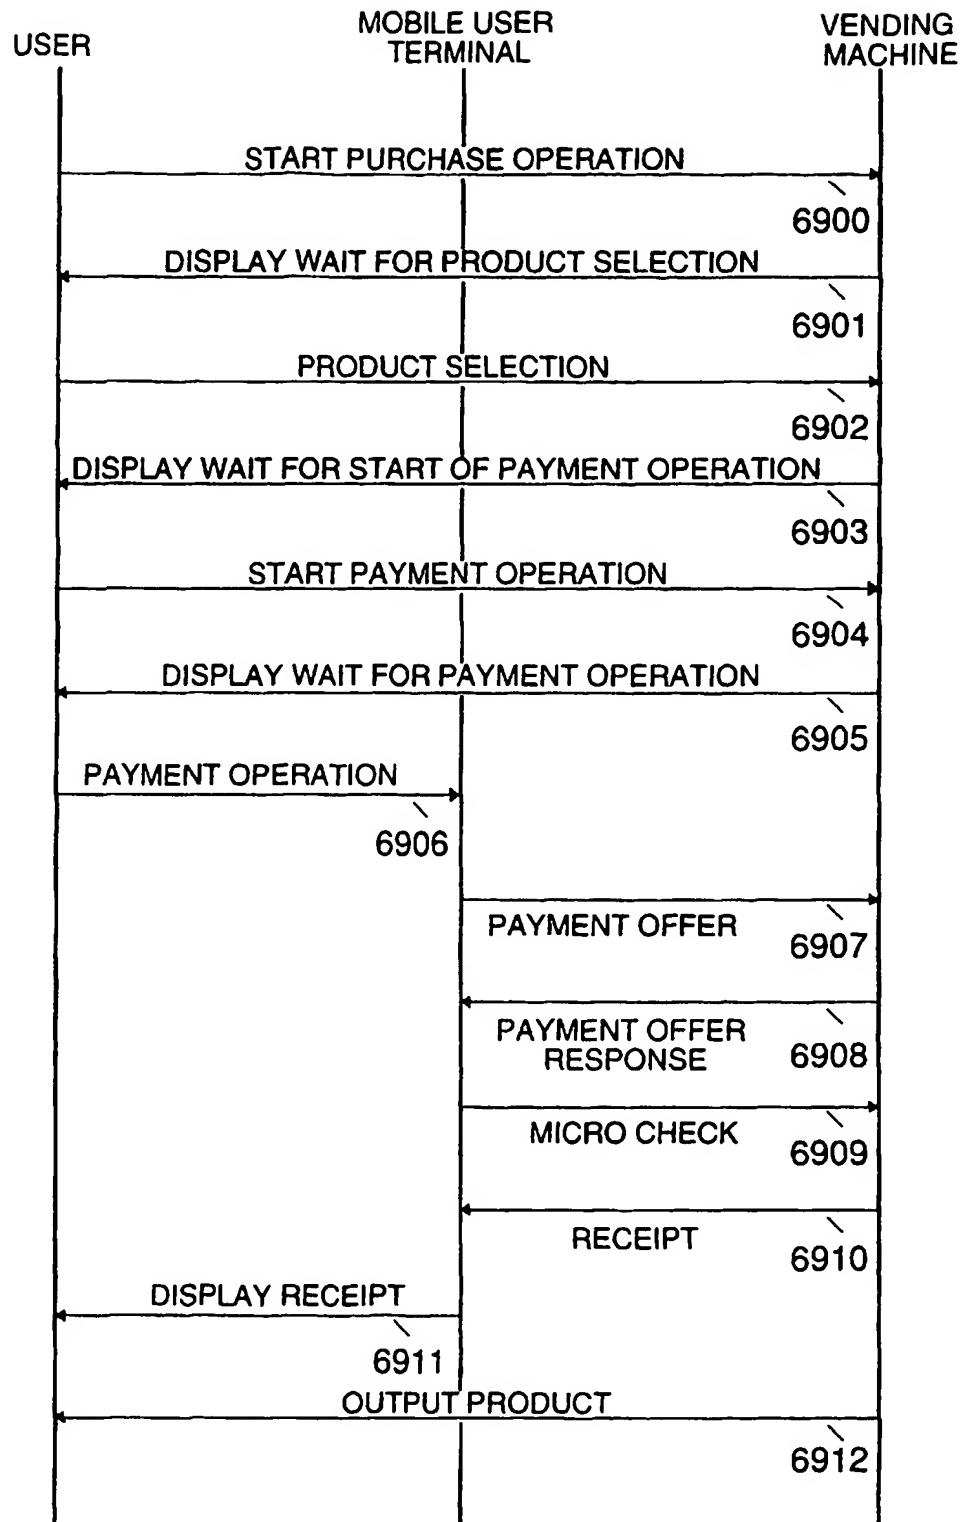 USER
MOBILE USER
TERMINAL
VENDING
MACHINE
START PURCHASE OPERATION
6900
DISPLAY WAIT FOR PRODUCT SELECTION
6901
PRODUCT SELECTION
6902
DISPLAY WAIT FOR START OF PAYMENT OPERATION
6903
START PAYMENT OPERATION
6904
DISPLAY WAIT FOR PAYMENT OPERATION
6905
PAYMENT OPERATION
6906
PAYMENT OFFER
6907
PAYMENT OFFER
RESPONSE
6908
MICRO CHECK
6909
RECEIPT
6910
DISPLAY RECEIPT
6911
OUTPUT PRODUCT
6912